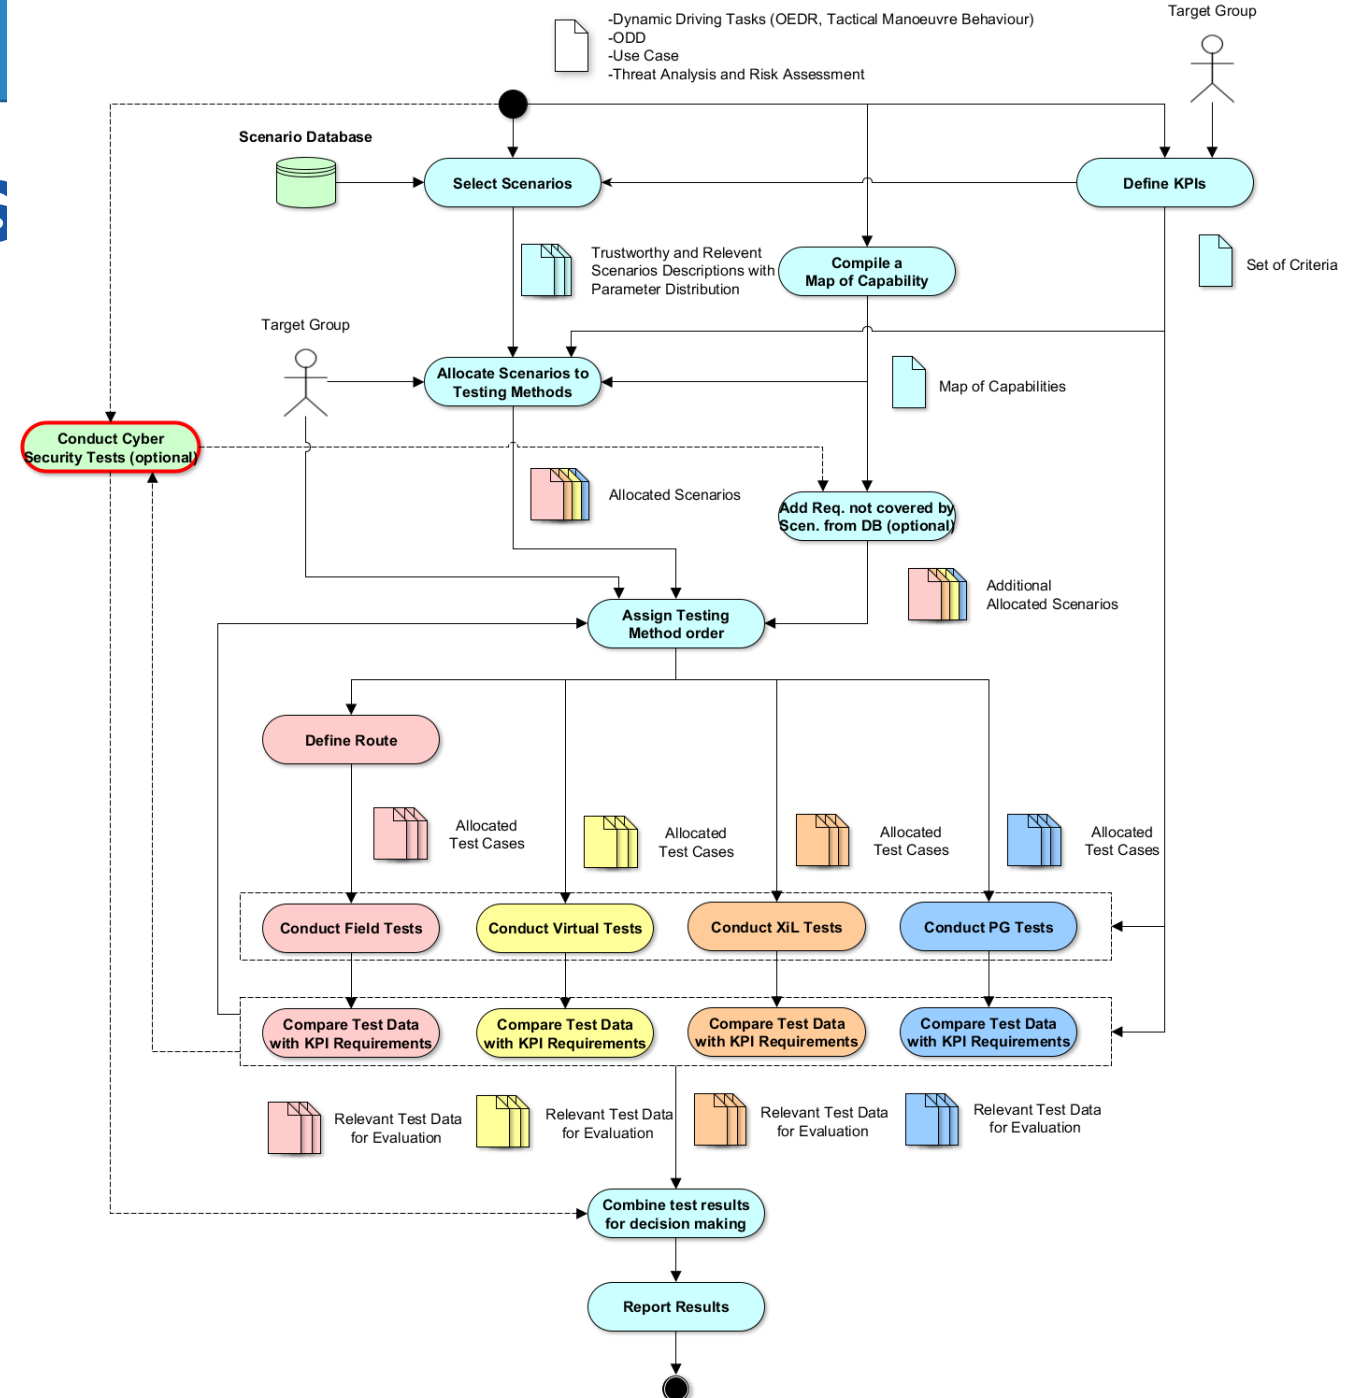 -Dynamic Driving Tasks (OEDR, Tactical Manoeuvre Behaviour)
-ODD
-Use Case
-Threat Analysis and Risk Assessment
Target Group
Scenario Database
Select Scenarios
Define KPIs
Trustworthy and Relevent
Scenarios Descriptions with
Parameter Distribution
Compile a
Map of Capability
Set of Criteria
Target Group
Allocate Scenarios to
Testing Methods
Map of Capabilities
Conduct Cyber
Security Tests (optional)
Allocated Scenarios
Add Req. not covered by
Scen. from DB (optional)
Additional
Allocated Scenarios
Assign Testing
Method order
Define Route
Allocated
Test Cases
Allocated
Test Cases
Allocated
Test Cases
Allocated
Test Cases
Conduct Field Tests
Conduct Virtual Tests
Conduct XiL Tests
Conduct PG Tests
Compare Test Data
with KPI Requirements
Compare Test Data
with KPI Requirements
Compare Test Data
with KPI Requirements
Compare Test Data
with KPI Requirements
Relevant Test Data
for Evaluation
Relevant Test Data
for Evaluation
Relevant Test Data
for Evaluation
Relevant Test Data
for Evaluation
Combine test results
for decision making
Report Results